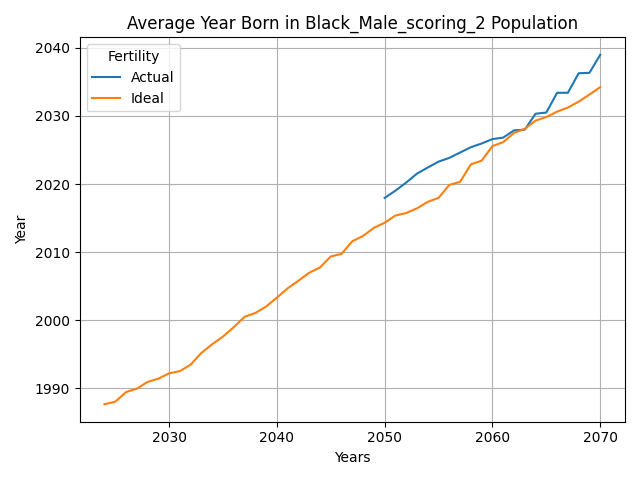 Average Year Born in Black_Male_scoring_2 Population
Fertility
Actual
Ideal
Year
2040
2030
2020
2010
2000
1990
2030 2040 2050 2060 2070
Years